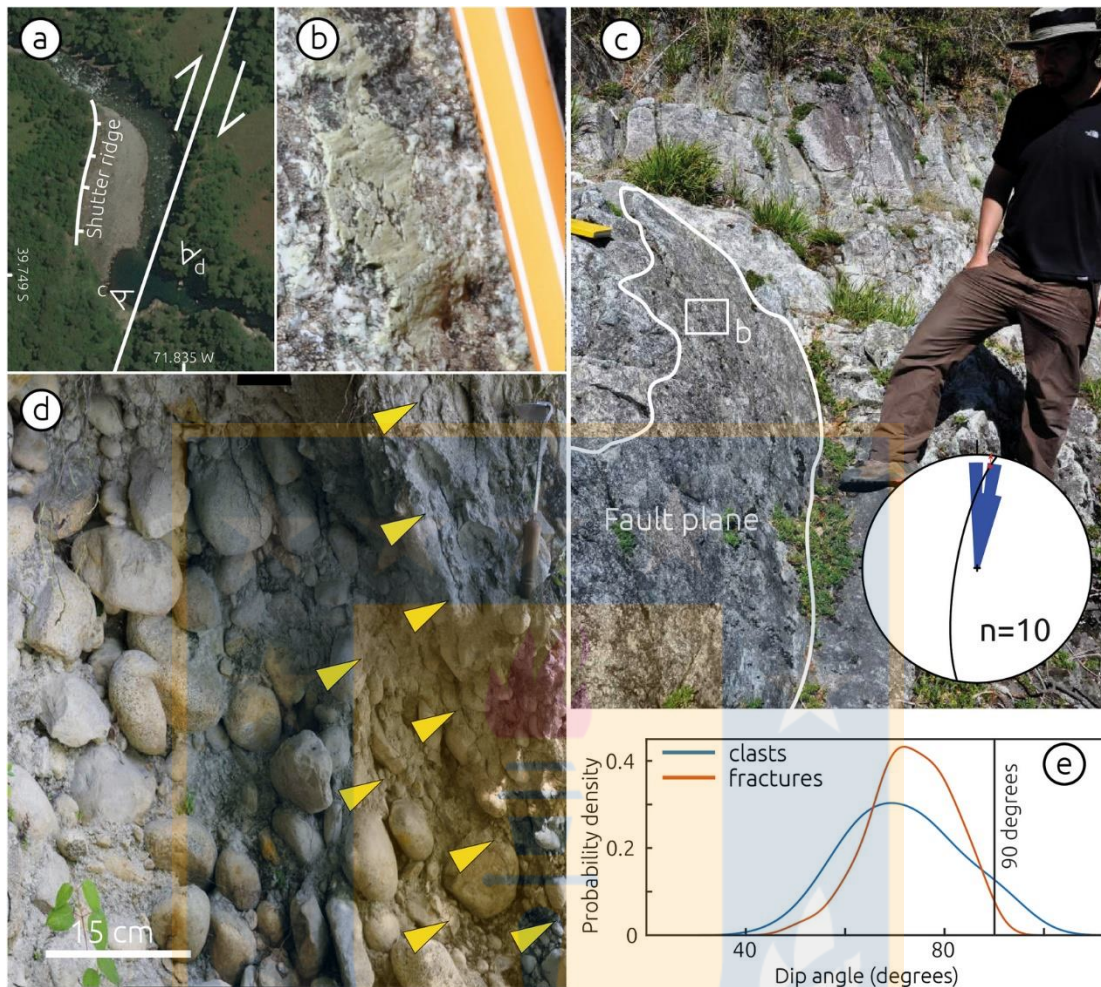 a
Shutter ridge
c
d
39.749 S
71.835 W
b
c
b
Fault plane
n=10
d
15 cm
e
clasts
fractures
90 degrees
Probability density
0.4
0.2
0
40
80
Dip angle (degrees)